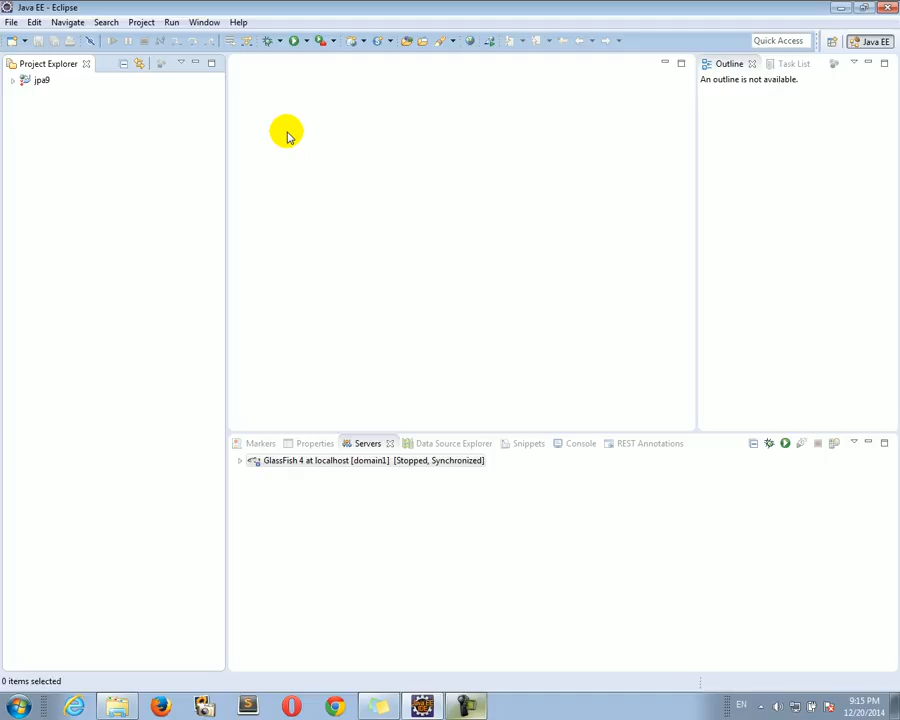 Java EE - Eclipse
File Edit Navigate Search Project Run Window Help
Quick Access Java EE
Project Explorer
jpa9
Outline Task List
An outline is not available.
Markers Properties Servers Data Source Explorer Snippets Console REST Annotations
GlassFish 4 at localhost [domain1] [Stopped, Synchronized]
0 items selected
EN
9:15 PM
12/20/2014